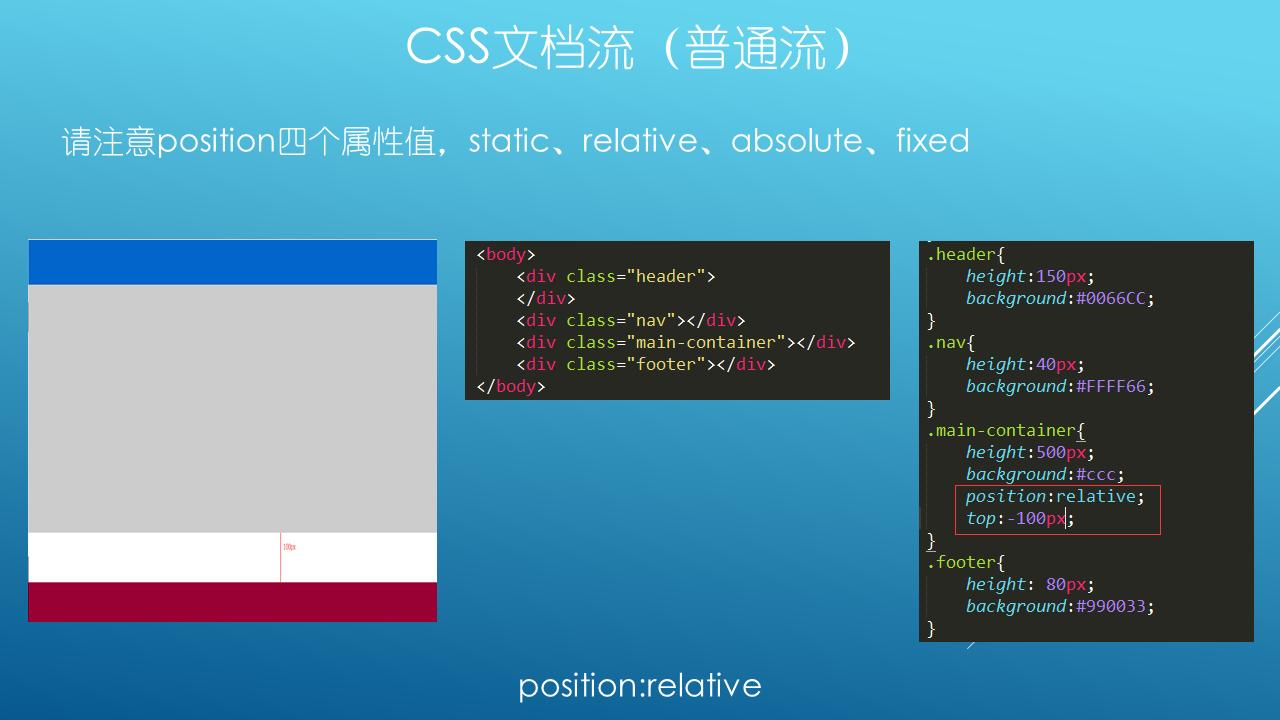 CSS文档流（普通流）
请注意position四个属性值，static、relative、absolute、fixed
100px
<body>
<div class="header">
</div>
<div class="nav"></div>
<div class="main-container"></div>
<div class="footer"></div>
</body>
.header{
height:150px;
background:#0066CC;
}
.nav{
height:40px;
background:#FFFF66;
}
.main-container{
height:500px;
background:#ccc;
position:relative;
top:-100px;
}
.footer{
height: 80px;
background:#990033;
}
position:relative